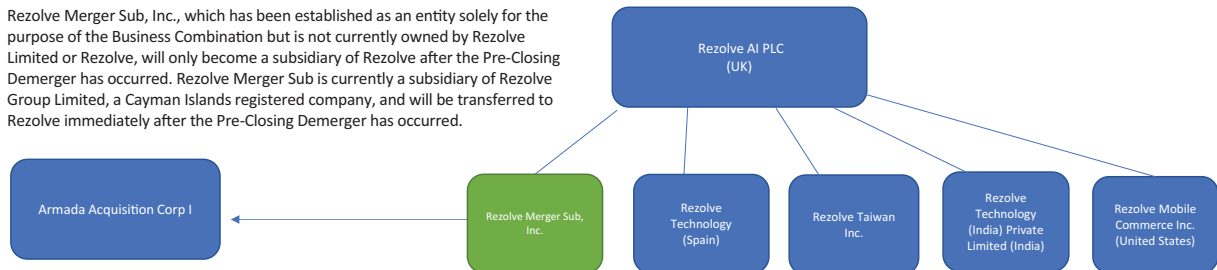 Rezolve Merger Sub, Inc., which has been established as an entity solely for the
purpose of the Business Combination but is not currently owned by Rezolve
Limited or Rezolve, will only become a subsidiary of Rezolve after the Pre-Closing
Demerger has occurred. Rezolve Merger Sub is currently a subsidiary of Rezolve
Group Limited, a Cayman Islands registered company, and will be transferred to
Rezolve immediately after the Pre-Closing Demerger has occurred.
Rezolve AI PLC
(UK)
Armada Acquisition Corp I
Rezolve Merger Sub,
Inc.
Rezolve
Technology
(Spain)
Rezolve Taiwan
Inc.
Rezolve
Technology
(India) Private
Limited (India)
Rezolve Mobile
Commerce Inc.
(United States)